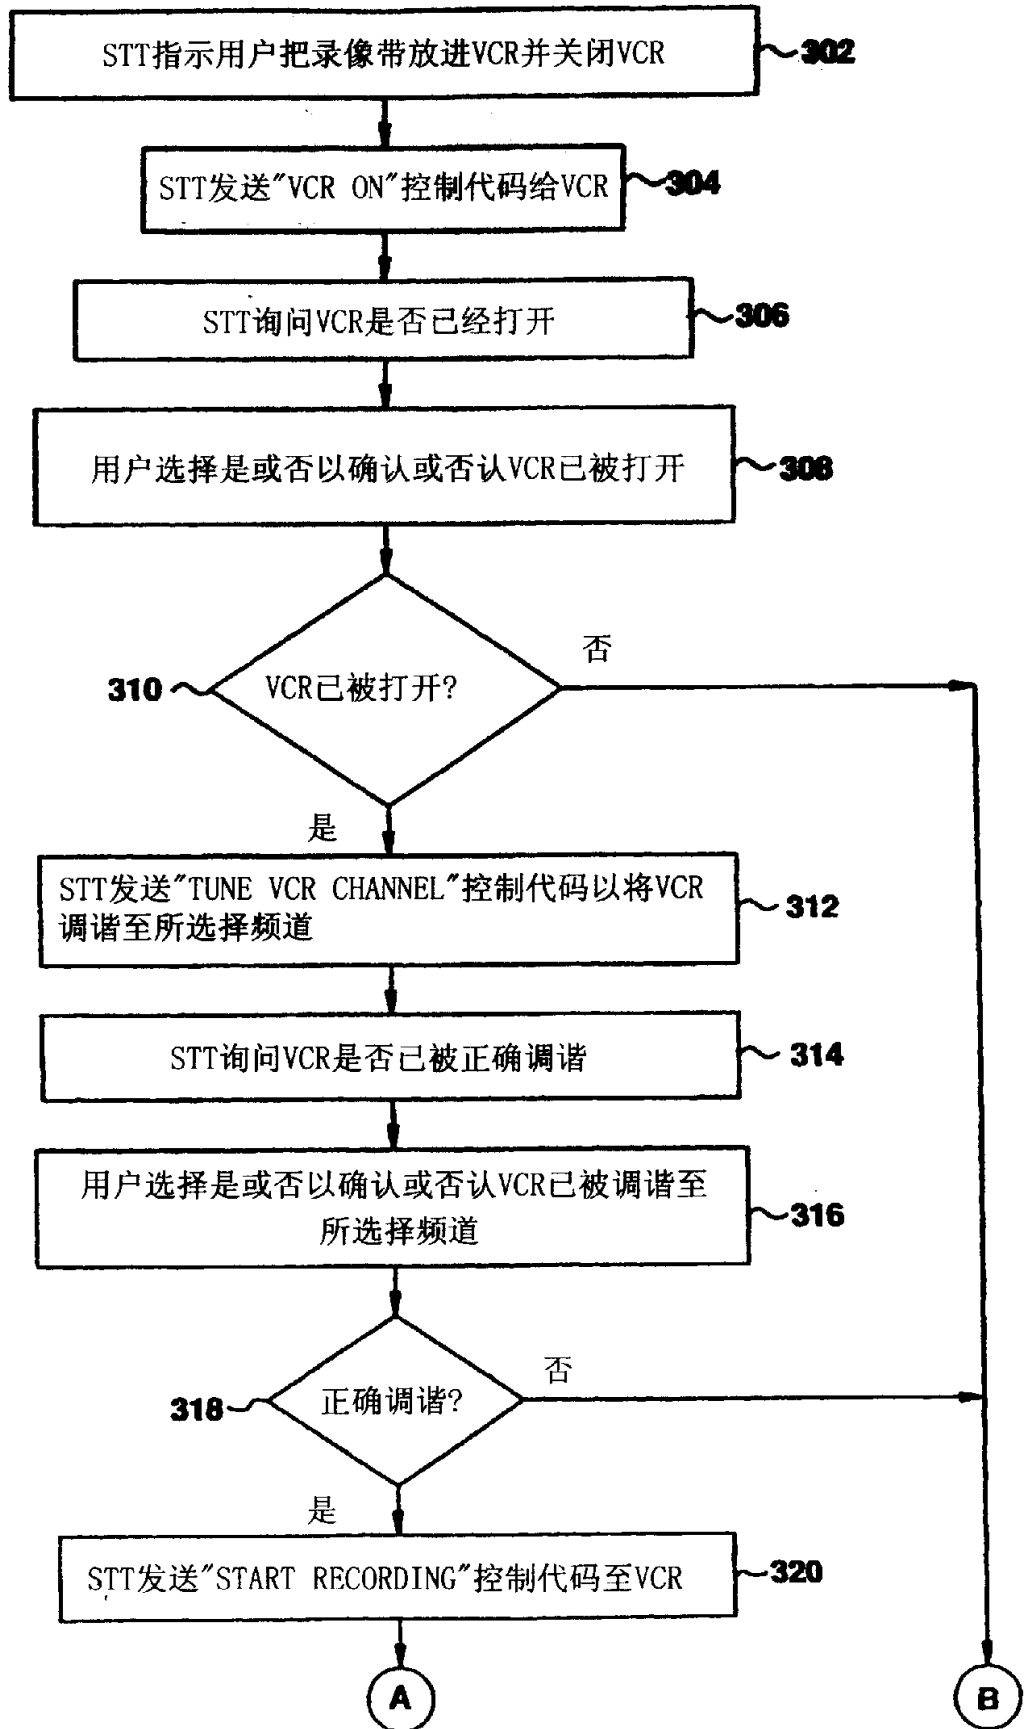 STT指示用户把录像带放进VCR并关闭VCR
302
STT发送"VCR ON"控制代码给VCR
304
STT询问VCR是否已经打开
306
用户选择是或否以确认或否认VCR已被打开
308
否
310
VCR已被打开?
是
STT发送"TUNE VCR CHANNEL"控制代码以将VCR
调谐至所选择频道
312
STT询问VCR是否已被正确调谐
314
用户选择是或否以确认或否认VCR已被调谐至
所选择频道
316
否
318
正确调谐?
是
STT发送"START RECORDING"控制代码至VCR
320
A
B